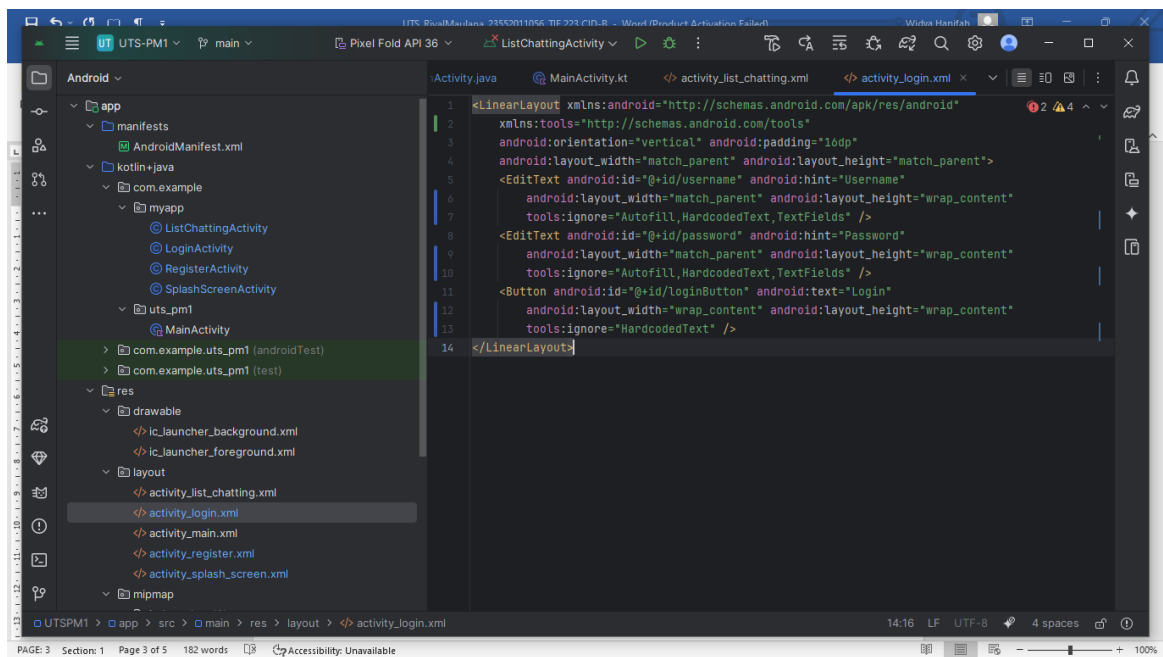 UTS_RivalMaulana_23552011056_TIF 223 CID-B - Word (Product Activation Failed)
Widya Hanifah
UT UTS-PM1 main Pixel Fold API 36 ListChattingActivity
Android
Activity.java MainActivity.kt </> activity_list_chatting.xml </> activity_login.xml ×
app
manifests
AndroidManifest.xml
kotlin+java
com.example
myapp
ListChattingActivity
LoginActivity
RegisterActivity
SplashScreenActivity
uts_pm1
MainActivity
com.example.uts_pm1 (androidTest)
com.example.uts_pm1 (test)
res
drawable
</> ic_launcher_background.xml
</> ic_launcher_foreground.xml
layout
</> activity_list_chatting.xml
</> activity_login.xml
</> activity_main.xml
</> activity_register.xml
</> activity_splash_screen.xml
mipmap
2 4
1 <LinearLayout xmlns:android="http://schemas.android.com/apk/res/android"
2 xmlns:tools="http://schemas.android.com/tools"
3 android:orientation="vertical" android:padding="16dp"
4 android:layout_width="match_parent" android:layout_height="match_parent">
5 <EditText android:id="@+id/username" android:hint="Username"
6 android:layout_width="match_parent" android:layout_height="wrap_content"
7 tools:ignore="Autofill,HardcodedText,TextFields" />
8 <EditText android:id="@+id/password" android:hint="Password"
9 android:layout_width="match_parent" android:layout_height="wrap_content"
10 tools:ignore="Autofill,HardcodedText,TextFields" />
11 <Button android:id="@+id/loginButton" android:text="Login"
12 android:layout_width="wrap_content" android:layout_height="wrap_content"
13 tools:ignore="HardcodedText" />
14 </LinearLayout>
UTSPM1 > app > src > main > res > layout > </> activity_login.xml
14:16 LF UTF-8 4 spaces
PAGE: 3 Section: 1 Page 3 of 5 182 words Accessibility: Unavailable
100%